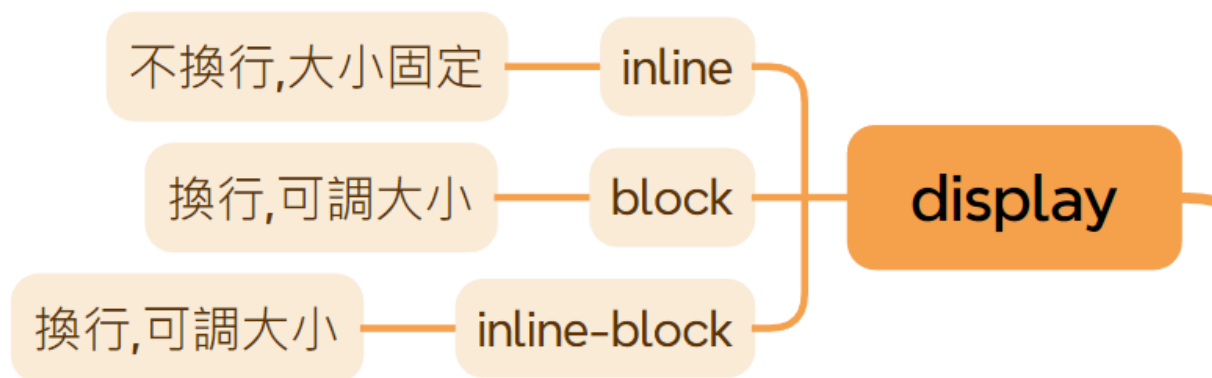 不換行,大小固定
inline
換行,可調大小
block
display
換行,可調大小
inline-block